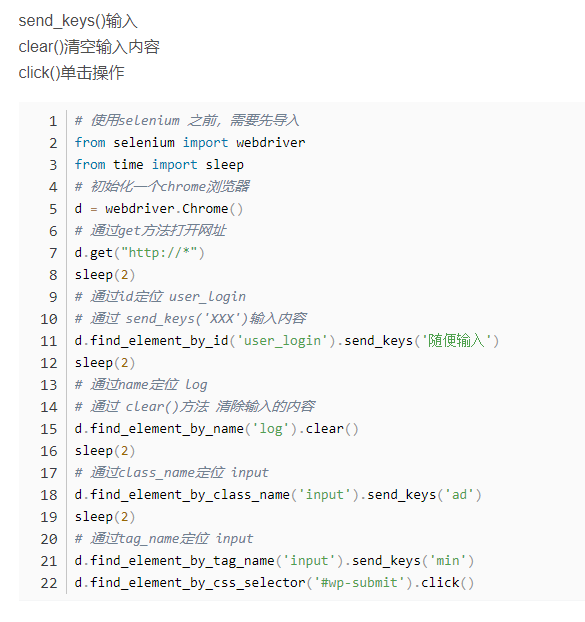 send_keys()输入
clear()清空输入内容
click()单击操作
1 # 使用selenium 之前，需要先导入
2 from selenium import webdriver
3 from time import sleep
4 # 初始化一个chrome浏览器
5 d = webdriver.Chrome()
6 # 通过get方法打开网址
7 d.get("http://*")
8 sleep(2)
9 # 通过id定位 user_login
10 # 通过 send_keys('XXX')输入内容
11 d.find_element_by_id('user_login').send_keys('随便输入')
12 sleep(2)
13 # 通过name定位 log
14 # 通过 clear()方法 清除输入的内容
15 d.find_element_by_name('log').clear()
16 sleep(2)
17 # 通过class_name定位 input
18 d.find_element_by_class_name('input').send_keys('ad')
19 sleep(2)
20 # 通过tag_name定位 input
21 d.find_element_by_tag_name('input').send_keys('min')
22 d.find_element_by_css_selector('#wp-submit').click()